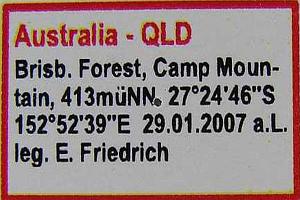 Australia - QLD
Brisb. Forest, Camp Moun-
tain, 413müNN. 27°24'46"S
152°52'39"E 29.01.2007 a.L.
leg. E. Friedrich